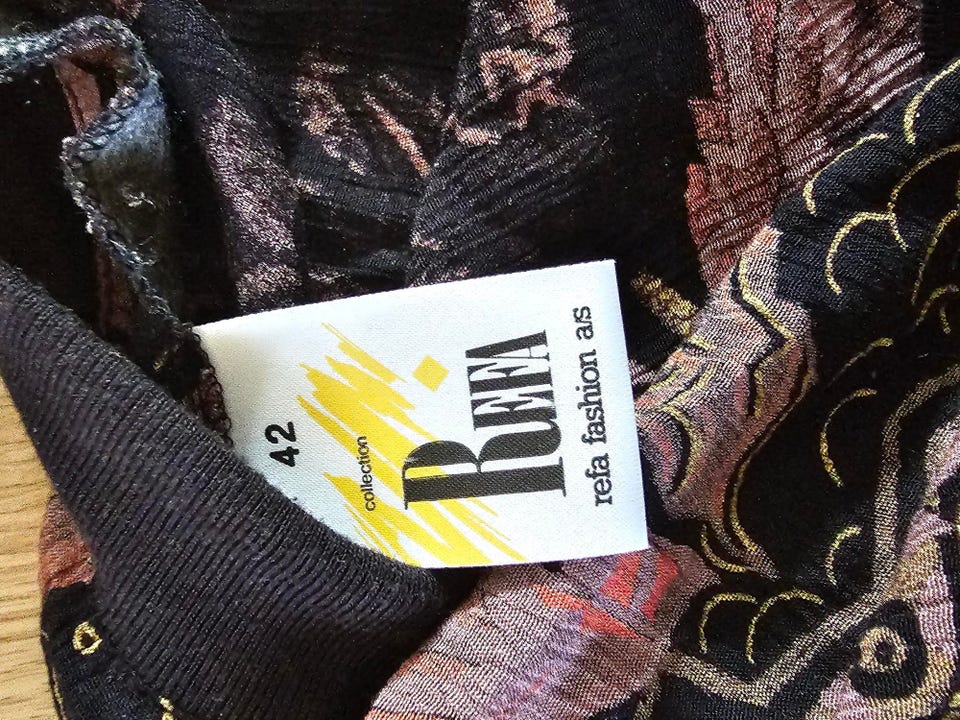 42
collection
REFA
refa fashion a/s